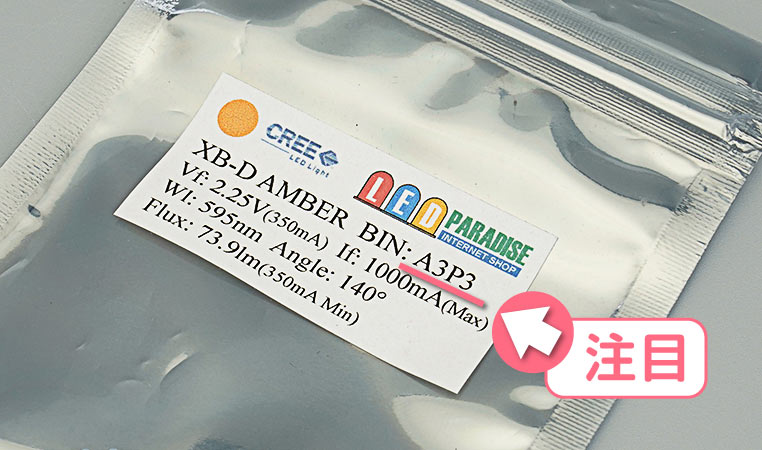 CREE
LED Light
LED PARADISE
INTERNET SHOP
XB-D AMBER BIN: A3P3
Vf: 2.25V(350mA) If: 1000mA(Max)
Wl: 595nm Angle: 140°
Flux: 73.9lm(350mA Min)
注目